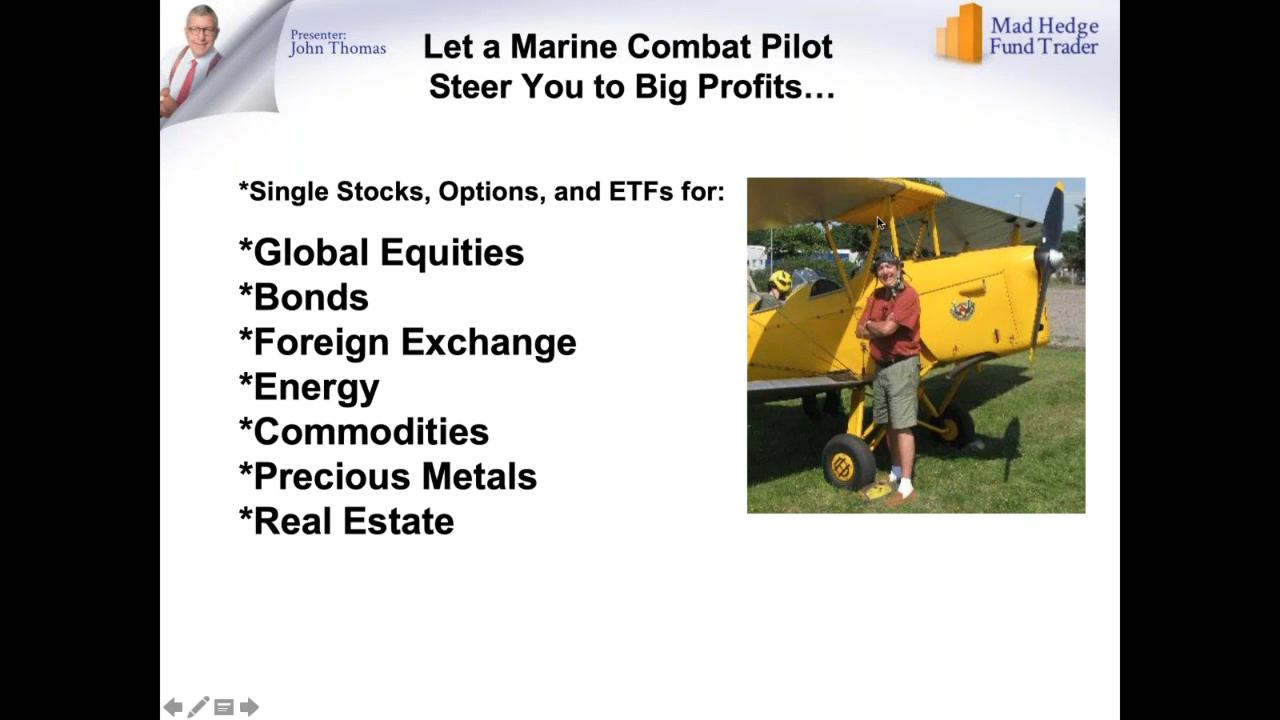 Presenter:
John Thomas
Let a Marine Combat Pilot
Steer You to Big Profits…
Mad Hedge
Fund Trader
*Single Stocks, Options, and ETFs for:
*Global Equities
*Bonds
*Foreign Exchange
*Energy
*Commodities
*Precious Metals
*Real Estate